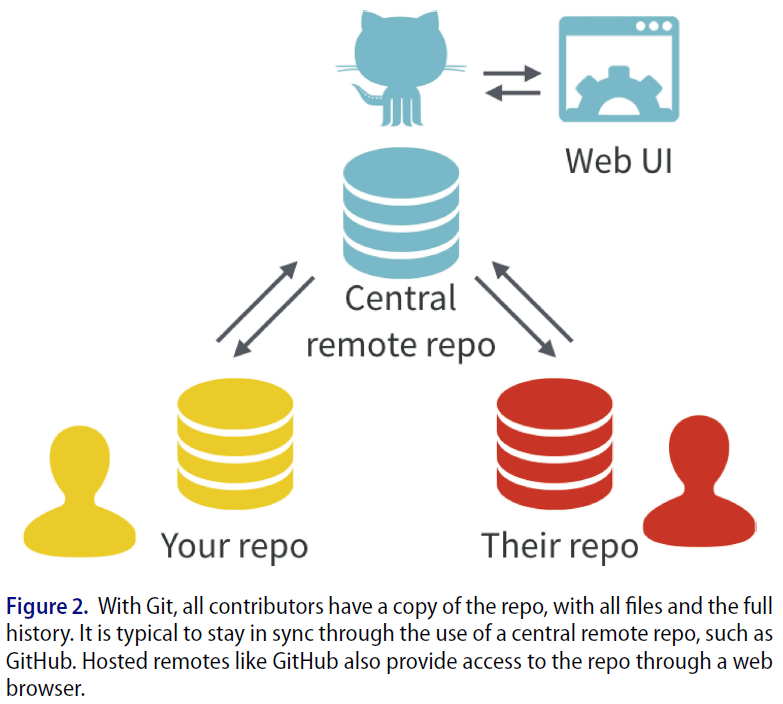 Web UI
Central
remote repo
Your repo
Their repo
Figure 2. With Git, all contributors have a copy of the repo, with all files and the full
history. It is typical to stay in sync through the use of a central remote repo, such as
GitHub. Hosted remotes like GitHub also provide access to the repo through a web
browser.